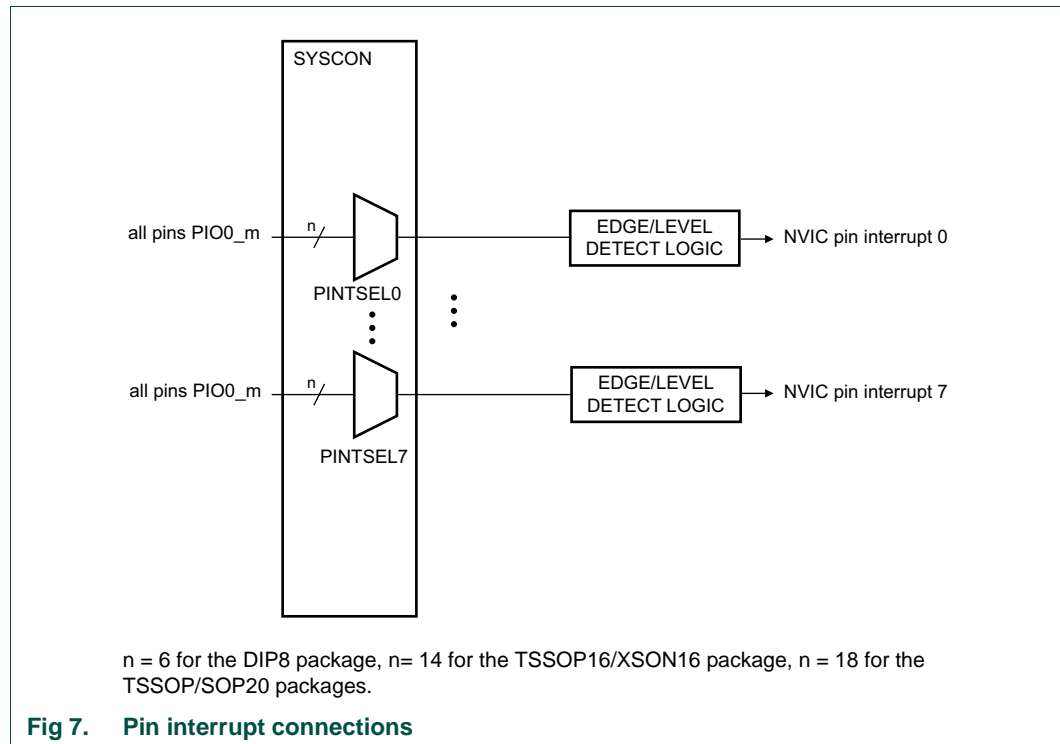 SYSCON
all pins PIO0_m
n
PINTSEL0
EDGE/LEVEL
DETECT LOGIC
NVIC pin interrupt 0
all pins PIO0_m
n
PINTSEL7
EDGE/LEVEL
DETECT LOGIC
NVIC pin interrupt 7
n = 6 for the DIP8 package, n= 14 for the TSSOP16/XSON16 package, n = 18 for the
TSSOP/SOP20 packages.
Fig 7. Pin interrupt connections